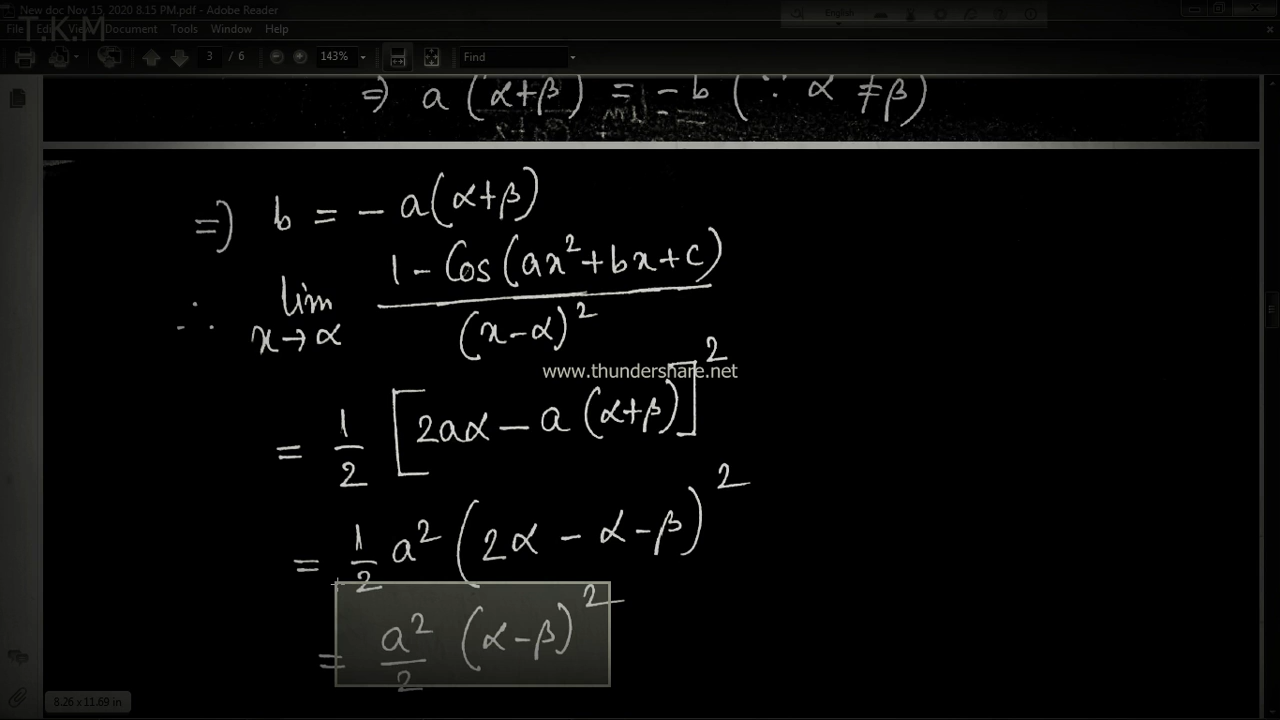 New doc Nov 15, 2020 8.15 PM.pdf - Adobe Reader
T.K.M
File Edit View Document Tools Window Help
3 / 6 143% Find
English
⇒ a (α+β) = - b (∵ α ≠ β)
⇒) b = - a(α+β)
∴ lim x→α 1 - Cos (ax²+bx+c) / (x-α)²
www.thundershare.net
= 1/2 [2aα - a (α+β)]²
= 1/2 a² (2α - α - β)²
= a²/2 (α-β)²
8.26 x 11.69 in